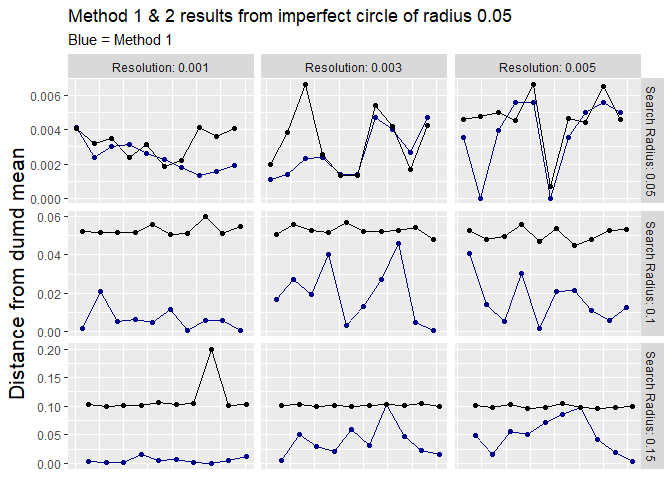 Method 1 & 2 results from imperfect circle of radius 0.05
Blue = Method 1
Resolution: 0.001
Resolution: 0.003
Resolution: 0.005
Distance from dumd mean
0.006
0.004
0.002
0.000
Search Radius: 0.05
0.06
0.04
0.02
0.00
Search Radius: 0.1
0.20
0.10
0.05
0.00
Search Radius: 0.15